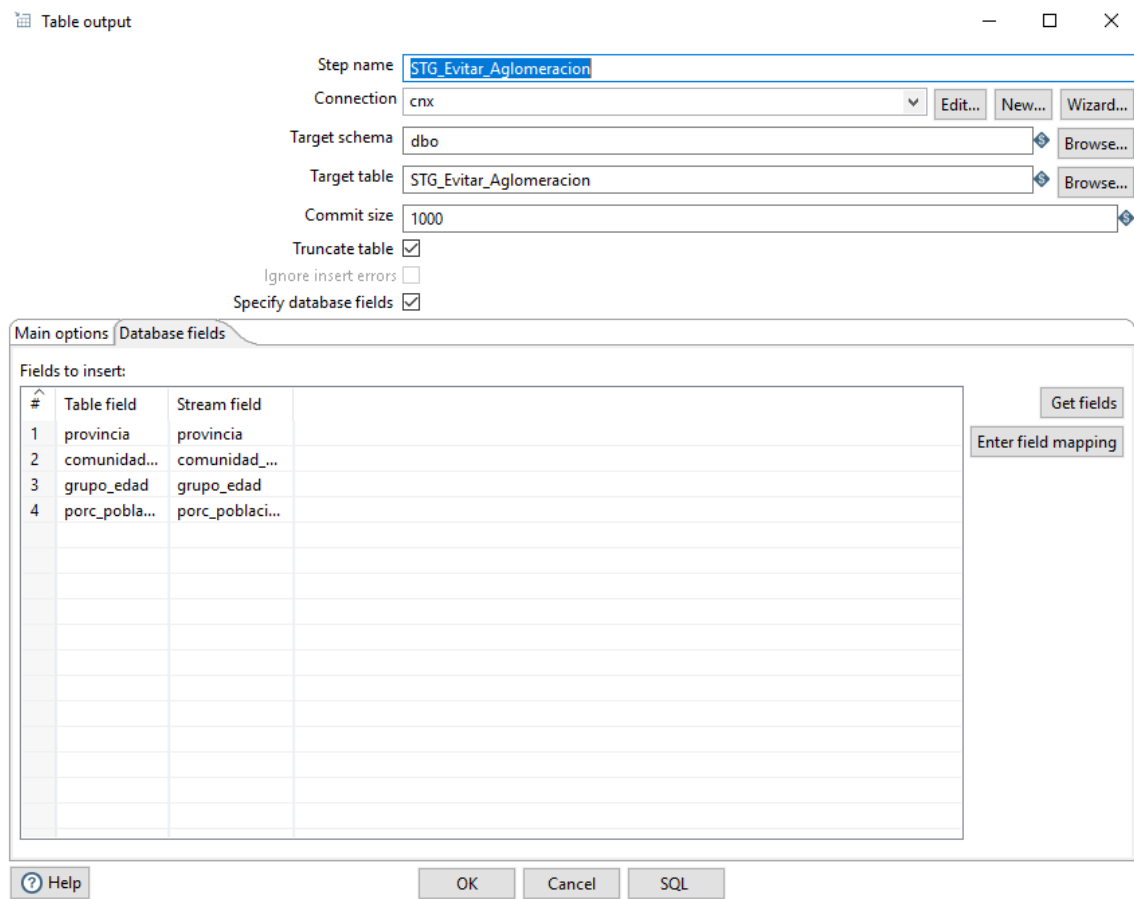 Table output
Step name STG_Evitar_Aglomeracion
Connection cnx Edit... New... Wizard...
Target schema dbo Browse...
Target table STG_Evitar_Aglomeracion Browse...
Commit size 1000
Truncate table
Ignore insert errors
Specify database fields
Main options Database fields
Fields to insert:
# Table field Stream field Get fields
1 provincia provincia
Enter field mapping
2 comunidad... comunidad_...
3 grupo_edad grupo_edad
4 porc_pobla... porc_poblaci...
Help OK Cancel SQL